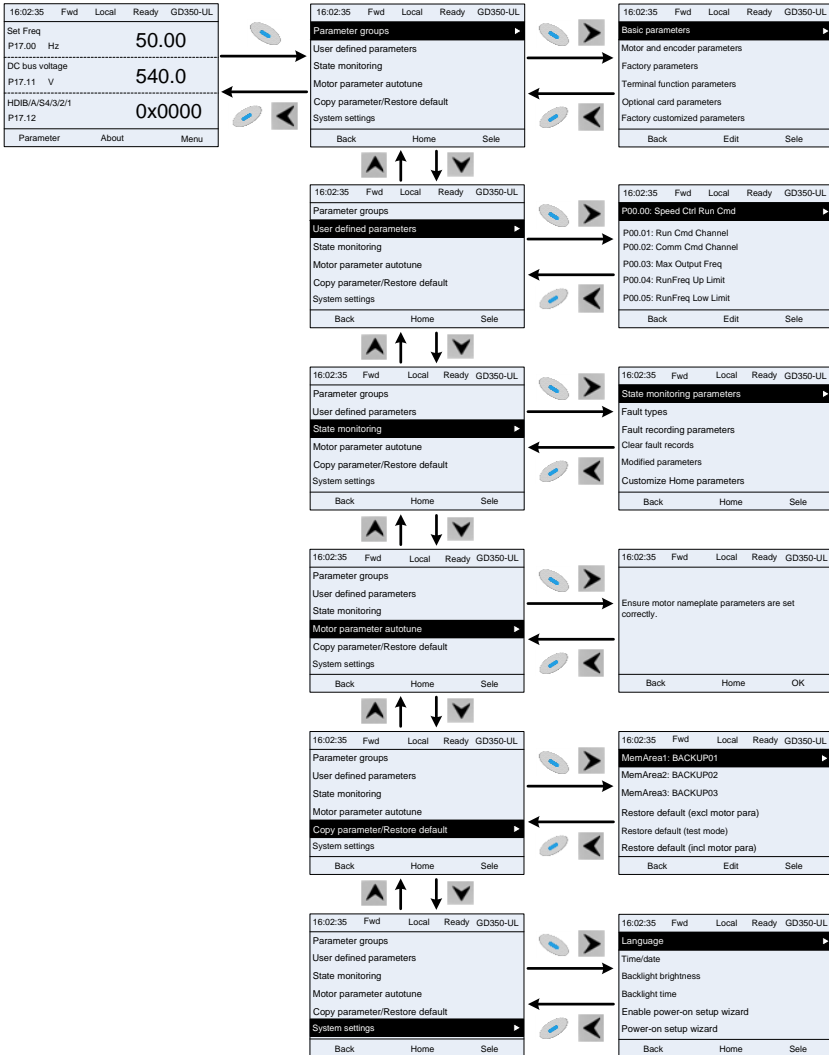 16:02:35 Fwd Local Ready GD350-UL
Set Freq
P17.00 Hz 50.00
DC bus voltage
P17.11 V 540.0
HDIB/A/S4/3/2/1
P17.12 0x0000
Parameter About Menu
16:02:35 Fwd Local Ready GD350-UL
Parameter groups
User defined parameters
State monitoring
Motor parameter autotune
Copy parameter/Restore default
System settings
Back Home Sele
16:02:35 Fwd Local Ready GD350-UL
Basic parameters
Motor and encoder parameters
Factory parameters
Terminal function parameters
Optional card parameters
Factory customized parameters
Back Edit Sele
16:02:35 Fwd Local Ready GD350-UL
Parameter groups
User defined parameters
State monitoring
Motor parameter autotune
Copy parameter/Restore default
System settings
Back Home Sele
16:02:35 Fwd Local Ready GD350-UL
P00.00: Speed Ctrl Run Cmd
P00.01: Run Cmd Channel
P00.02: Comm Cmd Channel
P00.03: Max Output Freq
P00.04: RunFreq Up Limit
P00.05: RunFreq Low Limit
Back Edit Sele
16:02:35 Fwd Local Ready GD350-UL
Parameter groups
User defined parameters
State monitoring
Motor parameter autotune
Copy parameter/Restore default
System settings
Back Home Sele
16:02:35 Fwd Local Ready GD350-UL
State monitoring parameters
Fault types
Fault recording parameters
Clear fault records
Modified parameters
Customize Home parameters
Back Home Sele
16:02:35 Fwd Local Ready GD350-UL
Parameter groups
User defined parameters
State monitoring
Motor parameter autotune
Copy parameter/Restore default
System settings
Back Home Sele
16:02:35 Fwd Local Ready GD350-UL
Ensure motor nameplate parameters are set
correctly.
Back Home OK
16:02:35 Fwd Local Ready GD350-UL
Parameter groups
User defined parameters
State monitoring
Motor parameter autotune
Copy parameter/Restore default
System settings
Back Home Sele
16:02:35 Fwd Local Ready GD350-UL
MemArea1: BACKUP01
MemArea2: BACKUP02
MemArea3: BACKUP03
Restore default (excl motor para)
Restore default (test mode)
Restore default (incl motor para)
Back Edit Sele
16:02:35 Fwd Local Ready GD350-UL
Parameter groups
User defined parameters
State monitoring
Motor parameter autotune
Copy parameter/Restore default
System settings
Back Home Sele
16:02:35 Fwd Local Ready GD350-UL
Language
Time/date
Backlight brightness
Backlight time
Enable power-on setup wizard
Power-on setup wizard
Back Home Sele